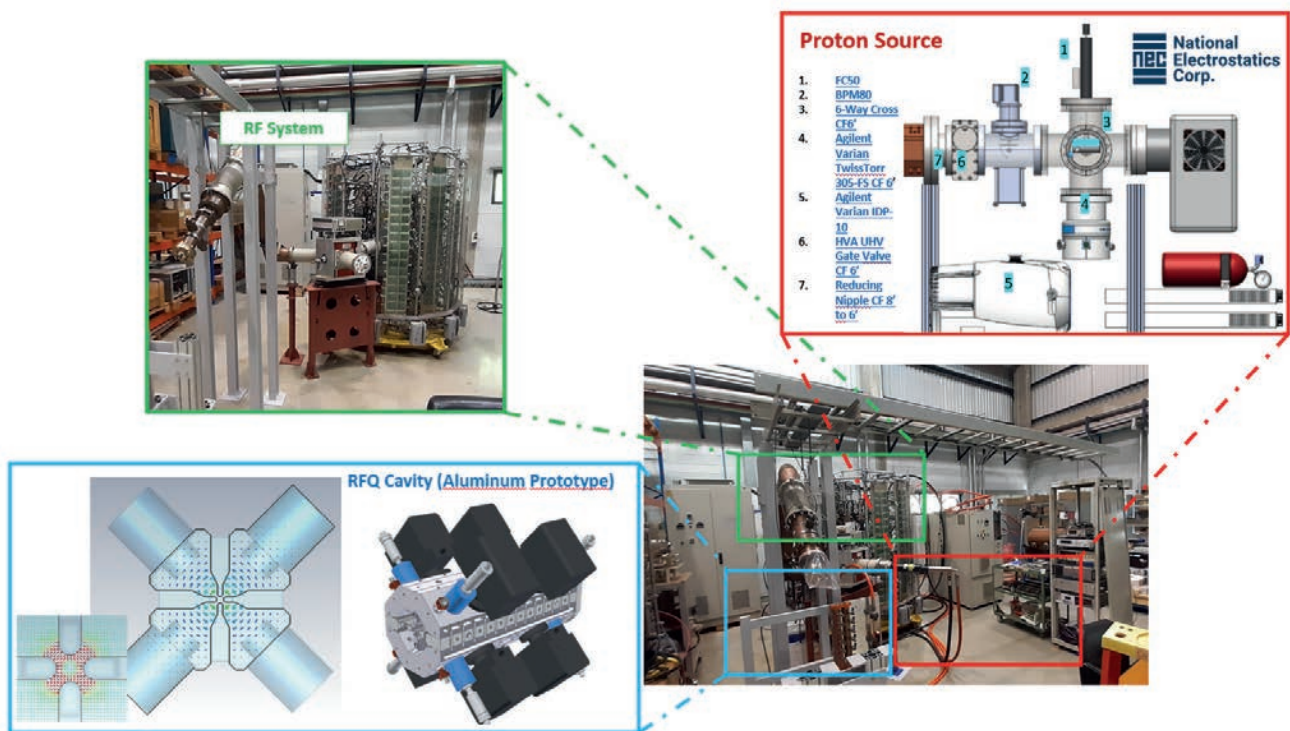 RF System
Proton Source
nec
National
Electrostatics
Corp.
1. FC50
2. BPM80
3. 6-Way Cross
CF6'
4. Agilent
Varian
TwissTorr
305-FS CF 6'
5. Agilent
Varian IDP-
10
6. HVA UHV
Gate Valve
CF 6'
7. Reducing
Nipple CF 8'
to 6'
1
2
3
7
6
4
5
RFQ Cavity (Aluminum Prototype)